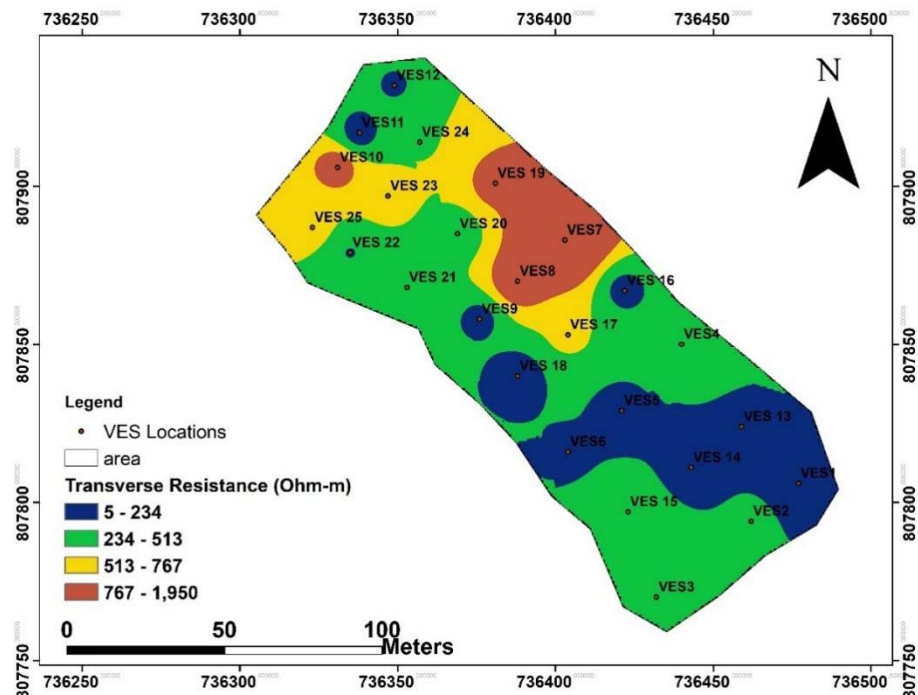 736250 736300 736350 736400 736450 736500
N
VES12
VES11
VES 24
VES10
VES 19
VES 23
VES 25
VES 20
VES7
VES 22
VES8
VES 16
VES 21
VES9
VES 17
VES4
VES 18
VES5
VES 13
VES6
VES 14
VES1
VES 15
VES2
VES3
807900
807850
807800
807750
807900
807850
807800
807750
Legend
VES Locations
area
Transverse Resistance (Ohm-m)
5 - 234
234 - 513
513 - 767
767 - 1,950
0 50 100
Meters
736250 736300 736350 736400 736450 736500